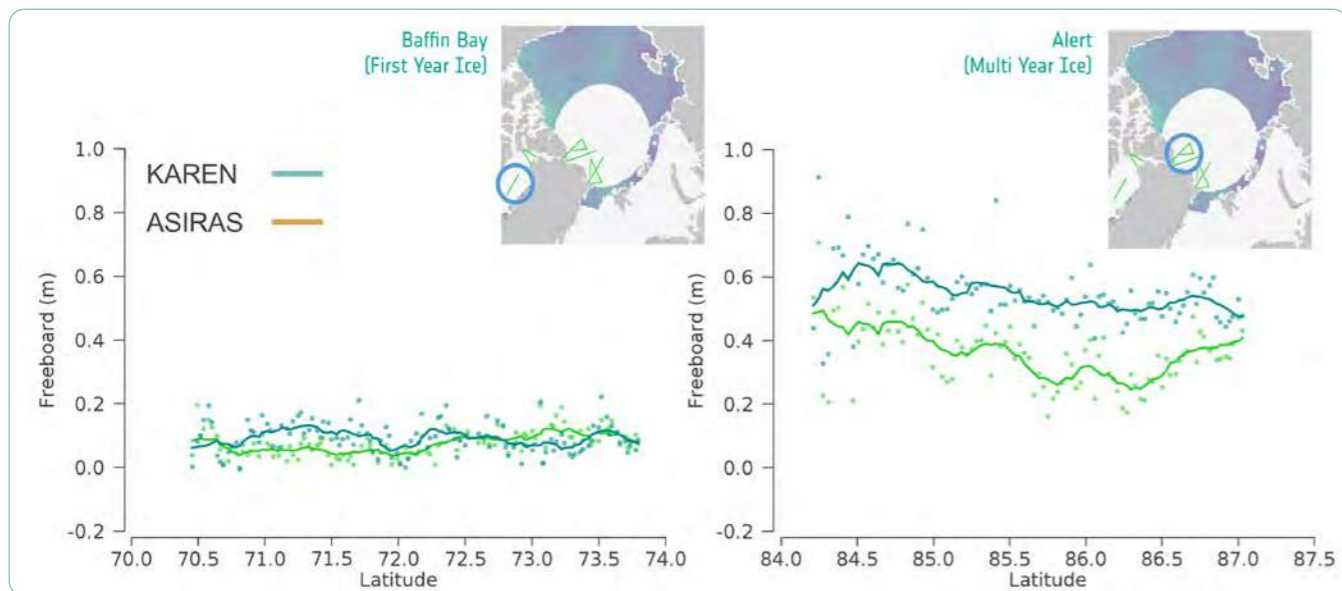 Baffin Bay
(First Year Ice)
Alert
(Multi Year Ice)
KAREN
ASIRAS
Freeboard (m)
1.0
0.8
0.6
0.4
0.2
0.0
-0.2
70.0 70.5 71.0 71.5 72.0 72.5 73.0 73.5 74.0
Latitude
Freeboard (m)
1.0
0.8
0.6
0.4
0.2
0.0
-0.2
84.0 84.5 85.0 85.5 86.0 86.5 87.0 87.5
Latitude